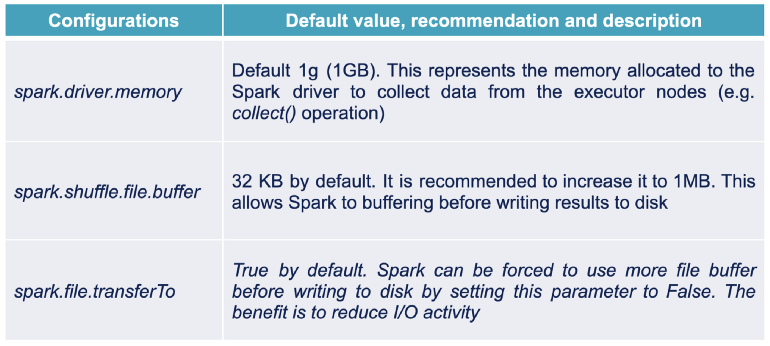 Configurations
Default value, recommendation and description
spark.driver.memory
Default 1g (1GB). This represents the memory allocated to the
Spark driver to collect data from the executor nodes (e.g.
collect() operation)
spark.shuffle.file.buffer
32 KB by default. It is recommended to increase it to 1MB. This
allows Spark to buffering before writing results to disk
spark.file.transferTo
True by default. Spark can be forced to use more file buffer
before writing to disk by setting this parameter to False. The
benefit is to reduce I/O activity